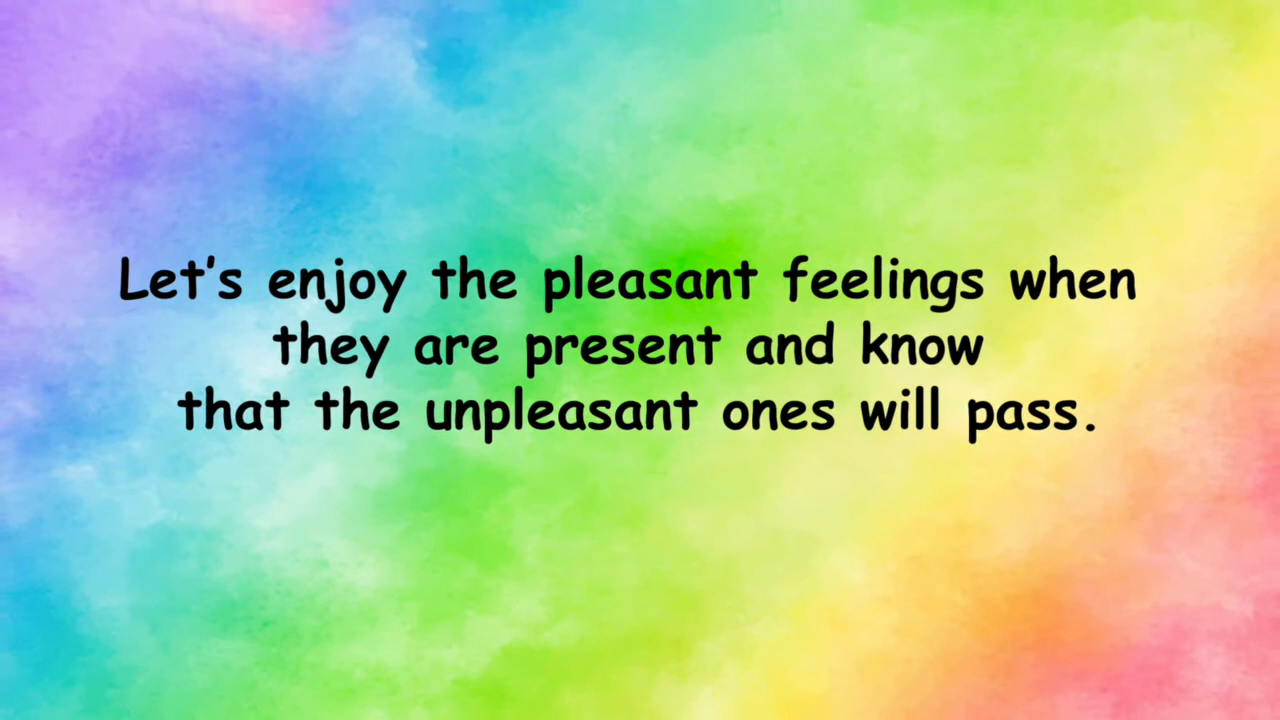 Let’s enjoy the pleasant feelings when
they are present and know
that the unpleasant ones will pass.